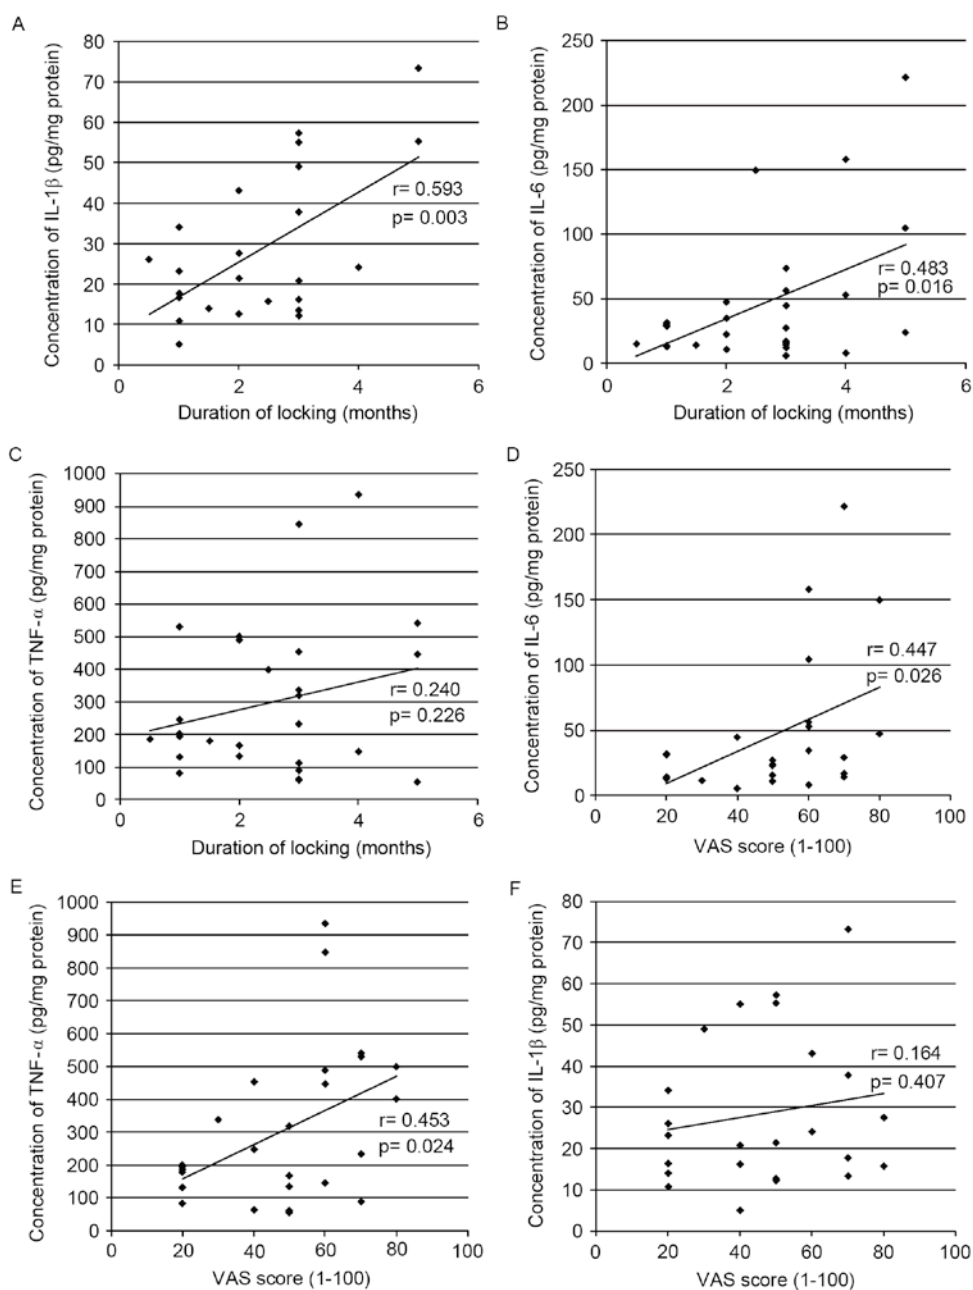 A
Concentration of IL-1β (pg/mg protein)
80
70
60
50
40
30
20
10
0
r= 0.593
p= 0.003
0 2 4 6
Duration of locking (months)
B
Concentration of IL-6 (pg/mg protein)
250
200
150
100
50
0
r= 0.483
p= 0.016
0 2 4 6
Duration of locking (months)
C
Concentration of TNF-α (pg/mg protein)
1000
900
800
700
600
500
400
300
200
100
0
r= 0.240
p= 0.226
0 2 4 6
Duration of locking (months)
D
Concentration of IL-6 (pg/mg protein)
250
200
150
100
50
0
r= 0.447
p= 0.026
0 20 40 60 80 100
VAS score (1-100)
E
Concentration of TNF-α (pg/mg protein)
1000
900
800
700
600
500
400
300
200
100
0
r= 0.453
p= 0.024
0 20 40 60 80 100
VAS score (1-100)
F
Concentration of IL-1β (pg/mg protein)
80
70
60
50
40
30
20
10
0
r= 0.164
p= 0.407
0 20 40 60 80 100
VAS score (1-100)